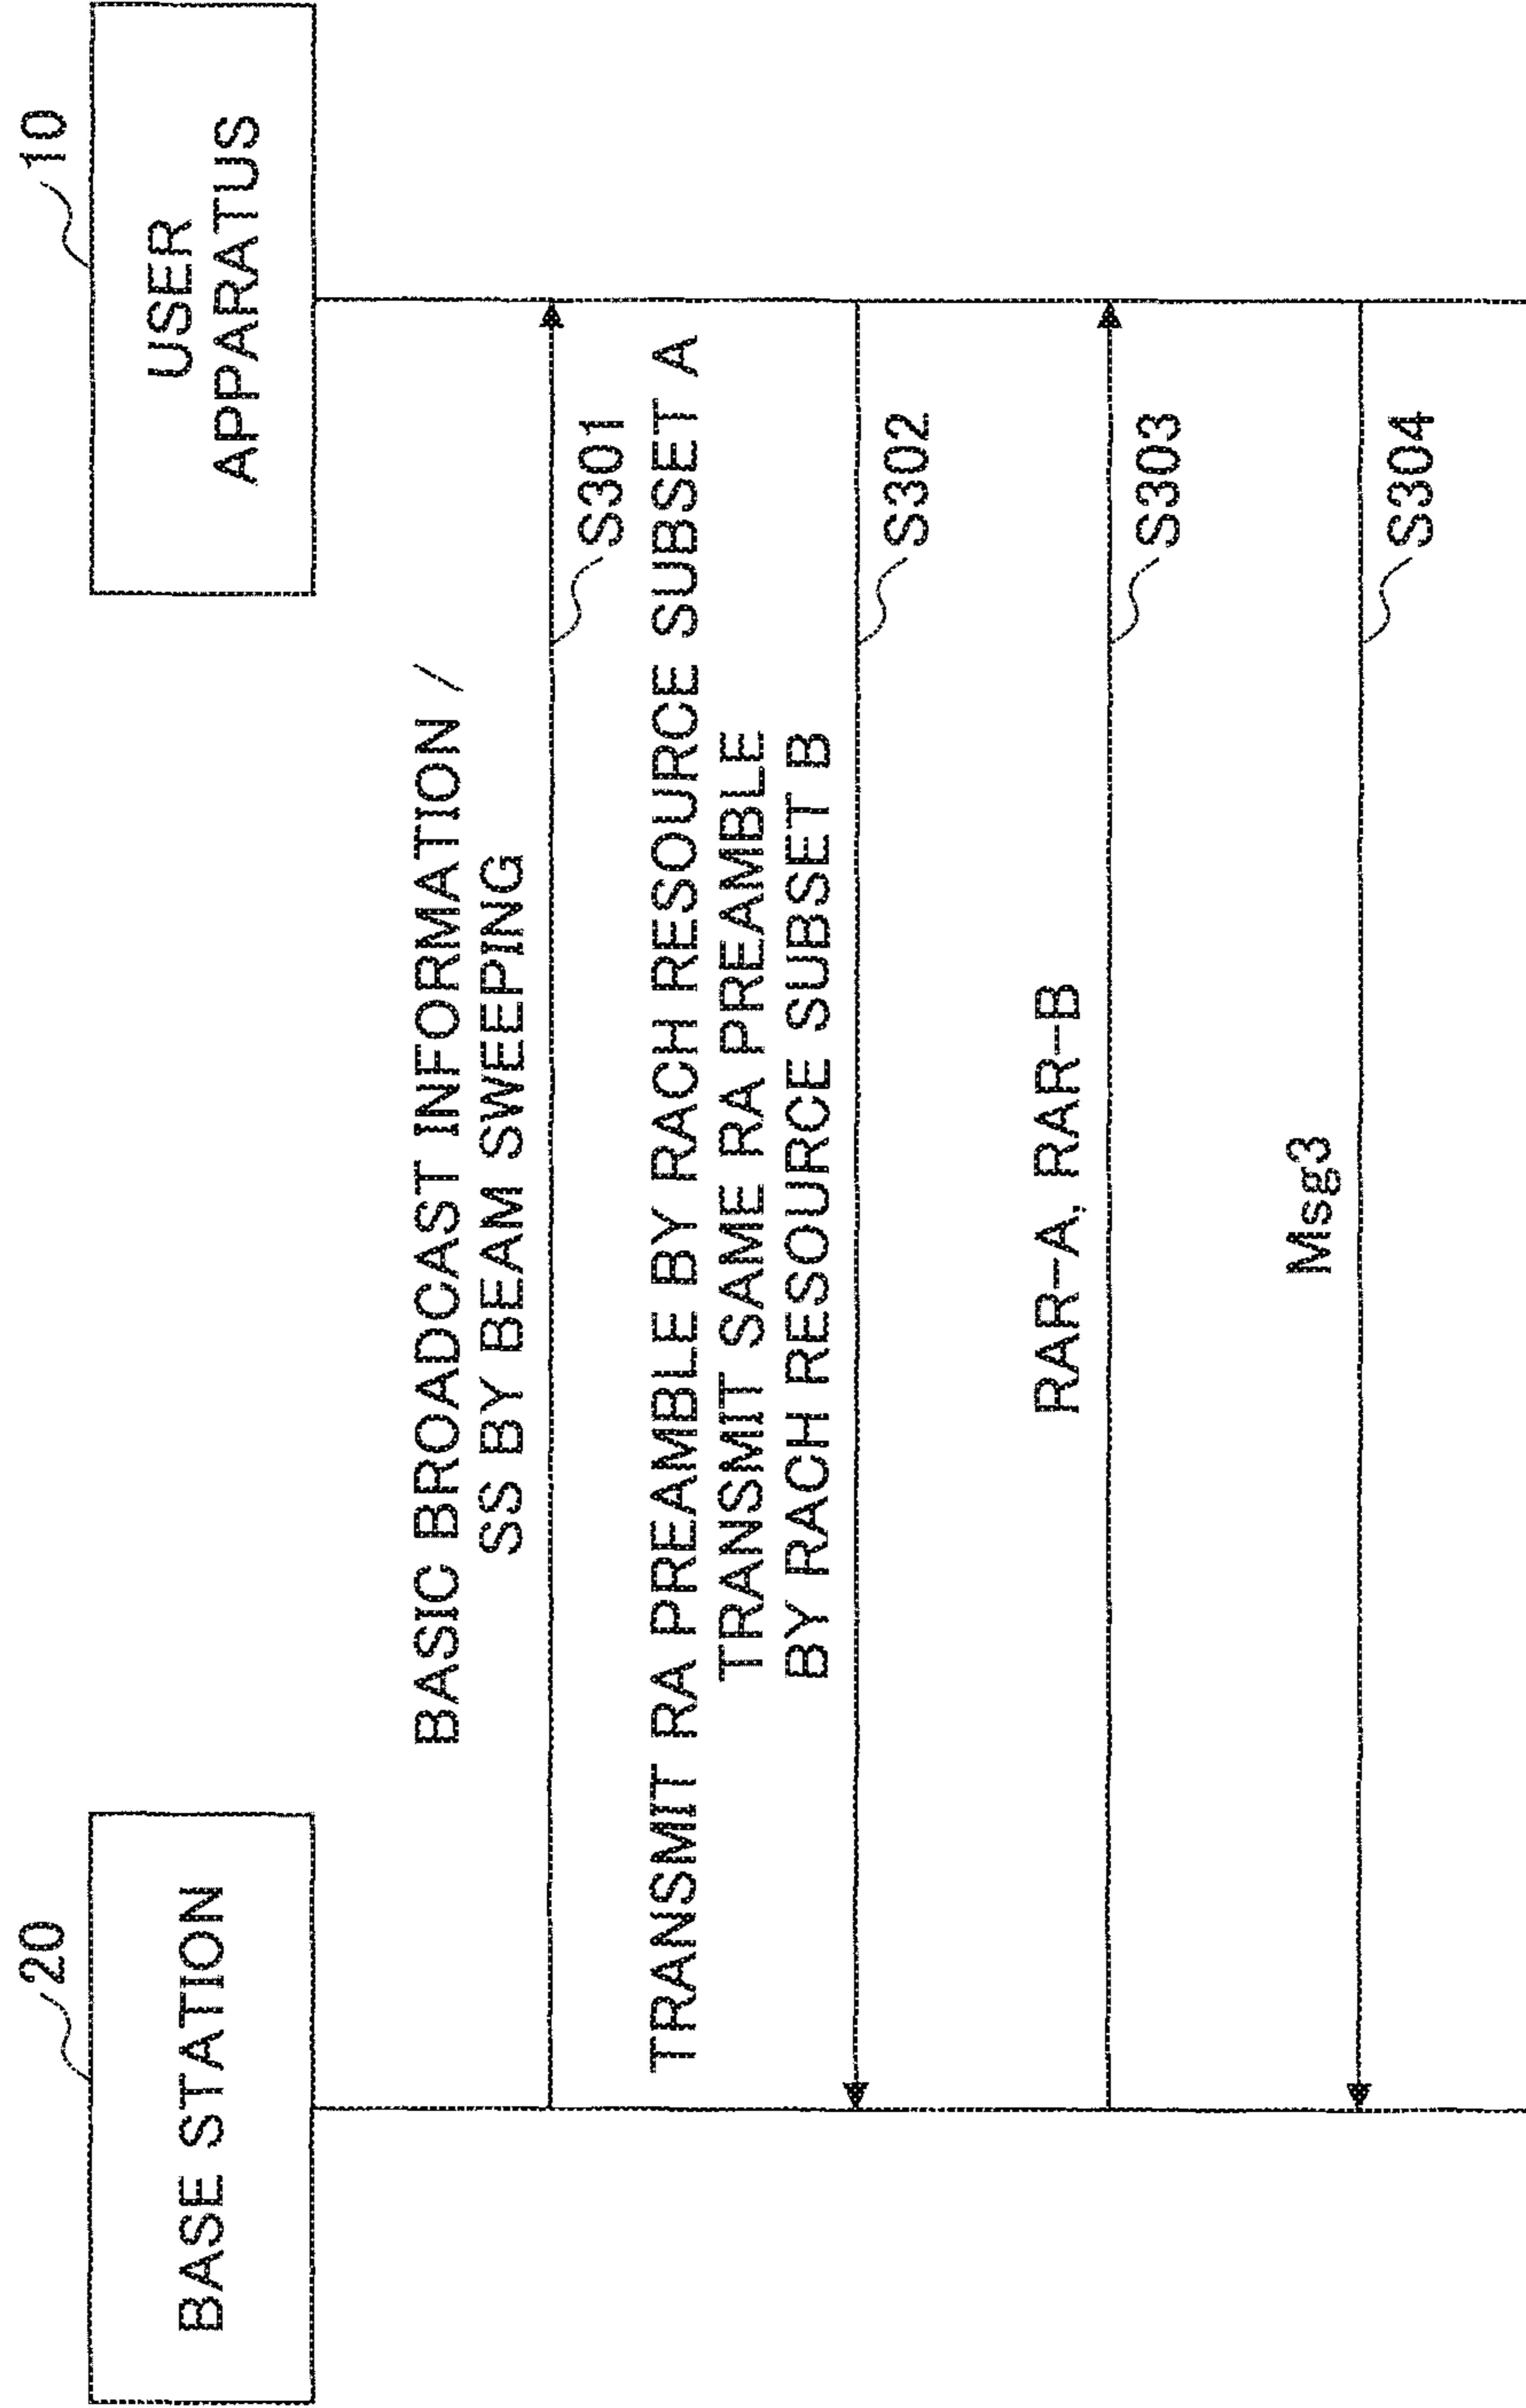 20
BASE STATION
10
USER
APPARATUS
BASIC BROADCAST INFORMATION /
SS BY BEAM SWEEPING
S301
TRANSMIT RA PREAMBLE BY RACH RESOURCE SUBSET A
TRANSMIT SAME RA PREAMBLE
BY RACH RESOURCE SUBSET B
S302
RAR-A, RAR-B
S303
Msg3
S304